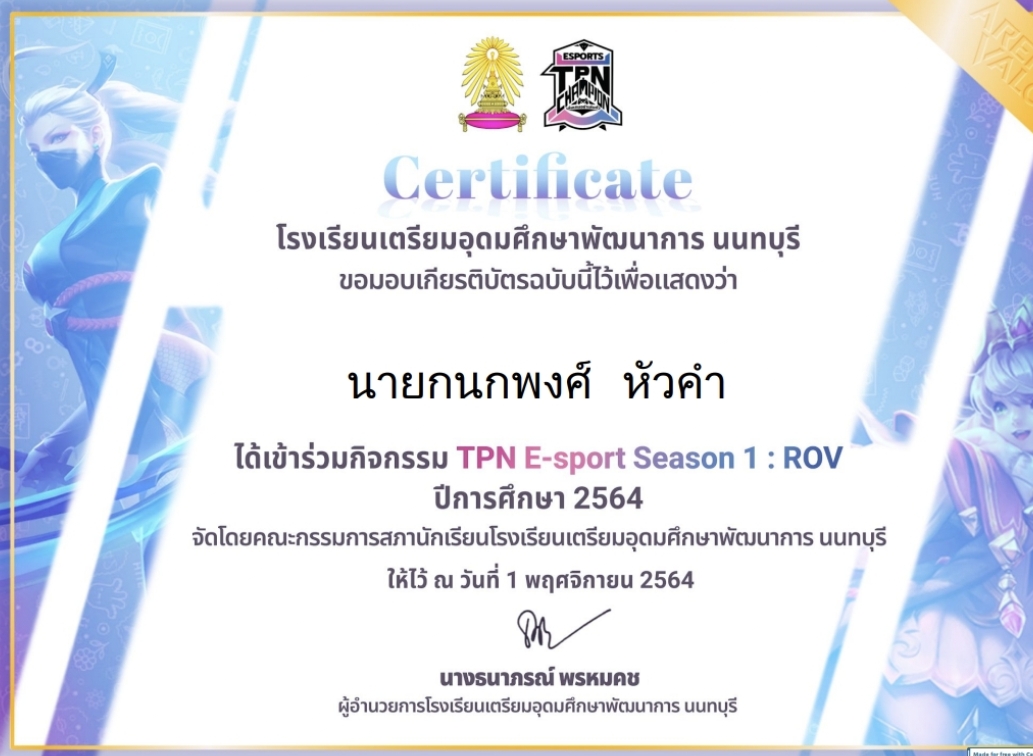 ESPORTS
TPN
CHAMPION
Certificate
โรงเรียนเตรียมอุดมศึกษาพัฒนาการ นนทบุรี
ขอมอบเกียรติบัตรฉบับนี้ไว้เพื่อแสดงว่า
นายกนกพงศ์ หัวคำ
ได้เข้าร่วมกิจกรรม TPN E-sport Season 1 : ROV
ปีการศึกษา 2564
จัดโดยคณะกรรมการสภานักเรียนโรงเรียนเตรียมอุดมศึกษาพัฒนาการ นนทบุรี
ให้ไว้ ณ วันที่ 1 พฤศจิกายน 2564
นางธนาภรณ์ พรหมคช
ผู้อำนวยการโรงเรียนเตรียมอุดมศึกษาพัฒนาการ นนทบุรี
Made for free with